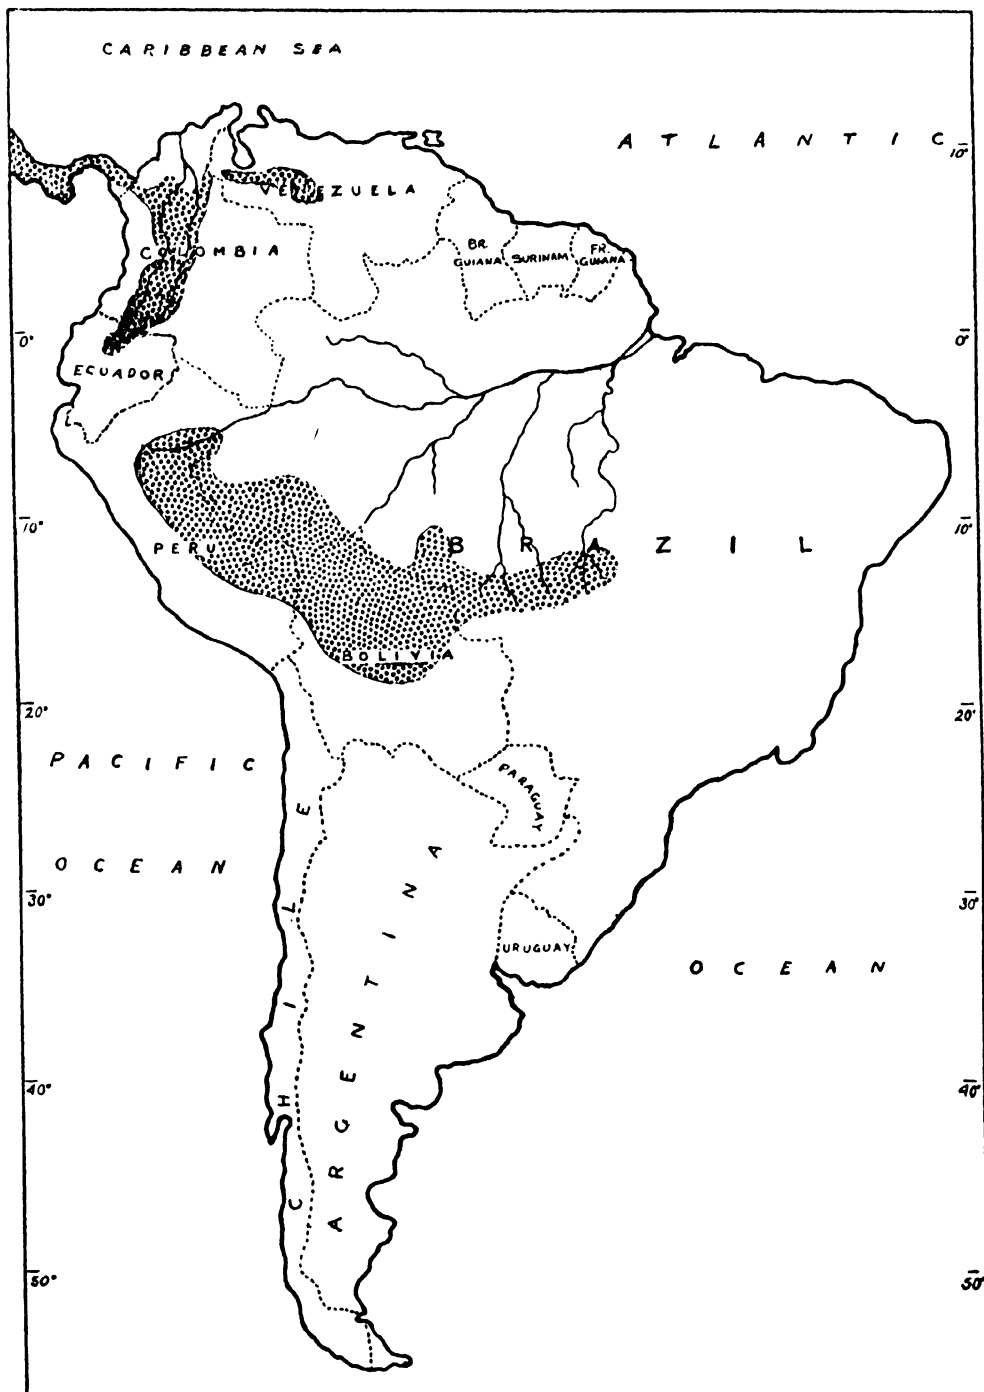 CARIBBEAN SEA
ATLANTIC
10°
VENEZUELA
COLOMBIA
BR.
GUIANA
SURINAM
FR.
GUIANA
0°
0°
ECUADOR
10°
10°
PERU
BRAZIL
BOLIVIA
20°
20°
PACIFIC
OCEAN
PARAGUAY
CHILE
ARGENTINA
30°
30°
URUGUAY
OCEAN
40°
40°
50°
50°